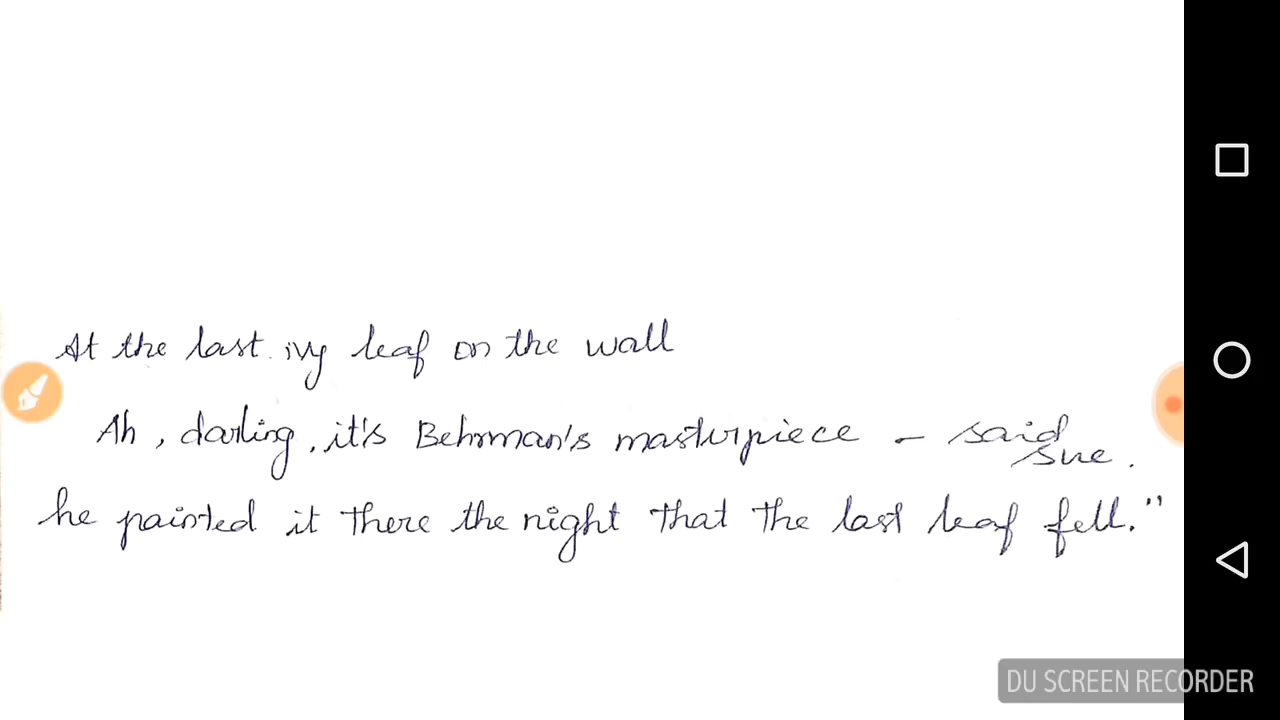 At the last ivy leaf on the wall
Ah, darling, it's Behrman's masterpiece - said
sue.
he painted it there the night that the last leaf fell."
DU SCREEN RECORDER